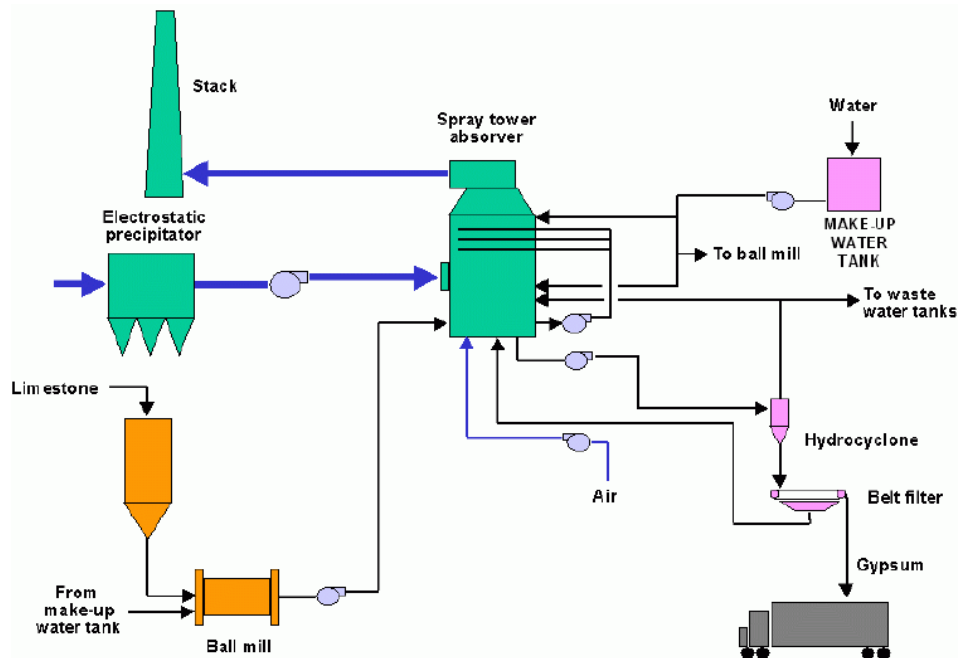 Stack
Spray tower
absorver
Water
Electrostatic
precipitator
MAKE-UP
WATER
TANK
To ball mill
To waste
water tanks
Limestone
Hydrocyclone
Air
Belt filter
Gypsum
From
make-up
water tank
Ball mill